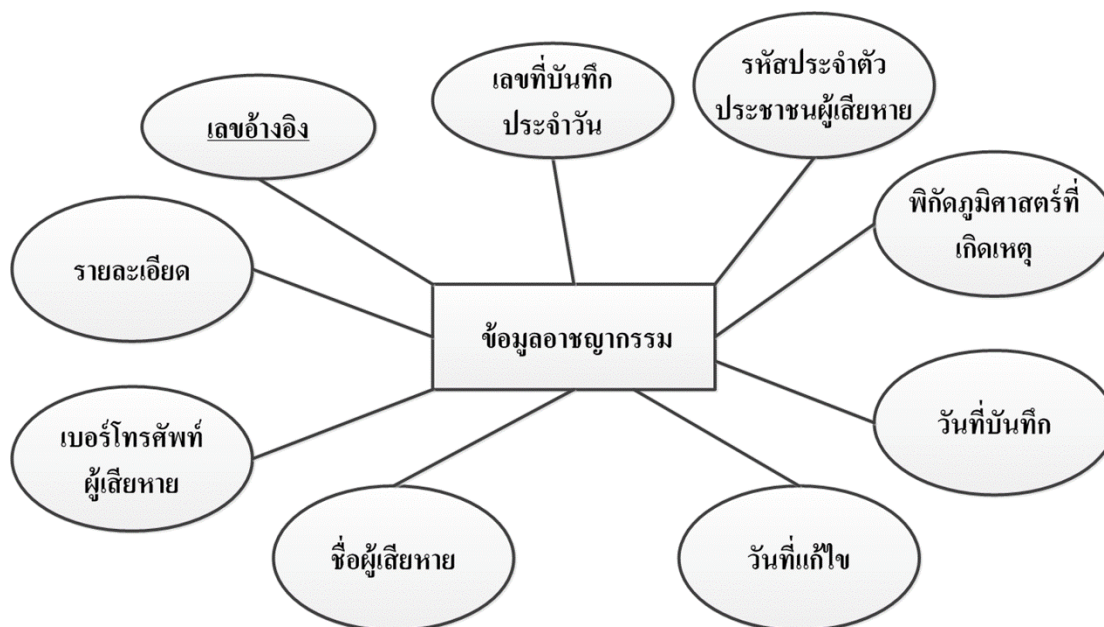 เลขอ้างอิง
เลขที่บันทึก
ประจำวัน
รหัสประจำตัว
ประชาชนผู้เสียหาย
พิกัดภูมิศาสตร์ที่
เกิดเหตุ
รายละเอียด
ข้อมูลอาชญากรรม
เบอร์โทรศัพท์
ผู้เสียหาย
วันที่บันทึก
ชื่อผู้เสียหาย
วันที่แก้ไข